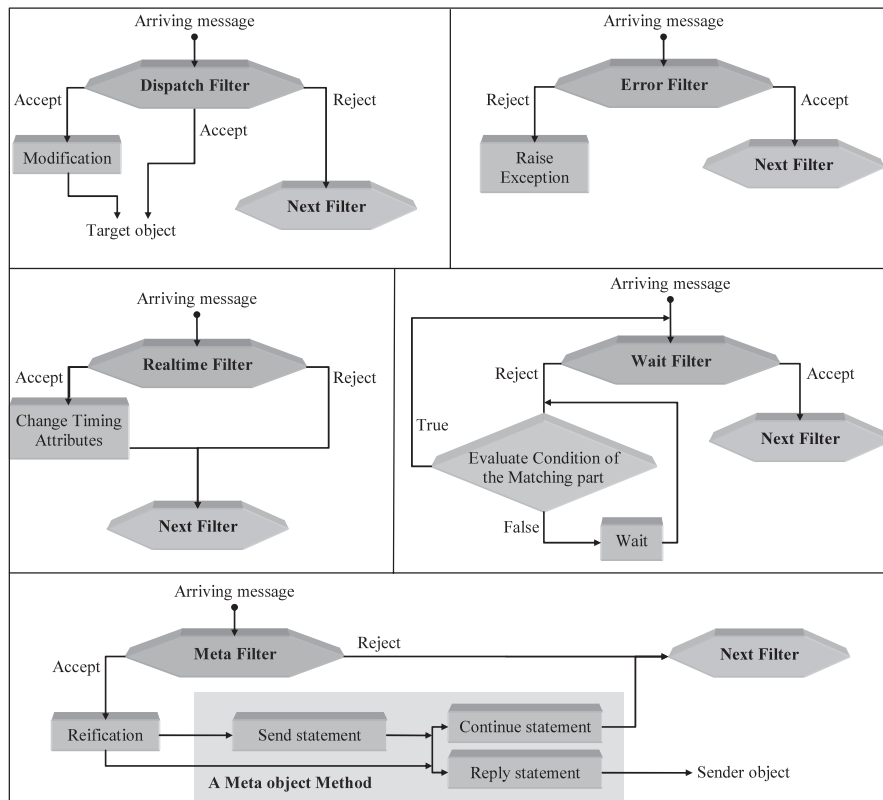 Arriving message
Dispatch Filter
Accept
Reject
Accept
Modification
Next Filter
Target object
Arriving message
Error Filter
Reject
Accept
Raise
Exception
Next Filter
Arriving message
Realtime Filter
Accept
Reject
Change Timing
Attributes
Next Filter
Arriving message
Wait Filter
Reject
Accept
True
Next Filter
Evaluate Condition of
the Matching part
False
Wait
Arriving message
Meta Filter
Reject
Next Filter
Accept
Reification
Send statement
Continue statement
Reply statement
Sender object
A Meta object Method